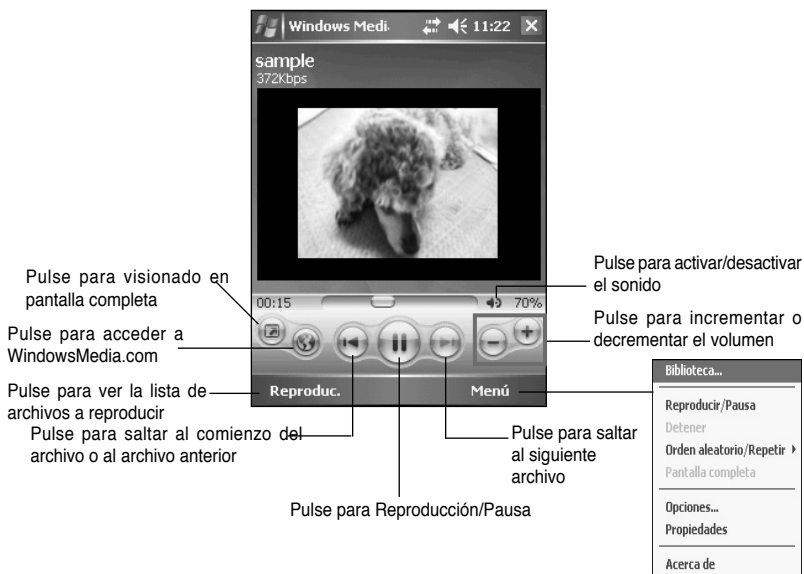 Windows Medi 11:22
sample
372Kbps
00:15 70%
Reproduc. Menú
Pulse para visionado en
pantalla completa
Pulse para acceder a
WindowsMedia.com
Pulse para ver la lista de
archivos a reproducir
Pulse para saltar al comienzo del
archivo o al archivo anterior
Pulse para Reproducción/Pausa
Pulse para saltar
al siguiente
archivo
Pulse para activar/desactivar
el sonido
Pulse para incrementar o
decrementar el volumen
Biblioteca...
Reproducir/Pausa
Detener
Orden aleatorio/Repetir
Pantalla completa
Opciones...
Propiedades
Acerca de